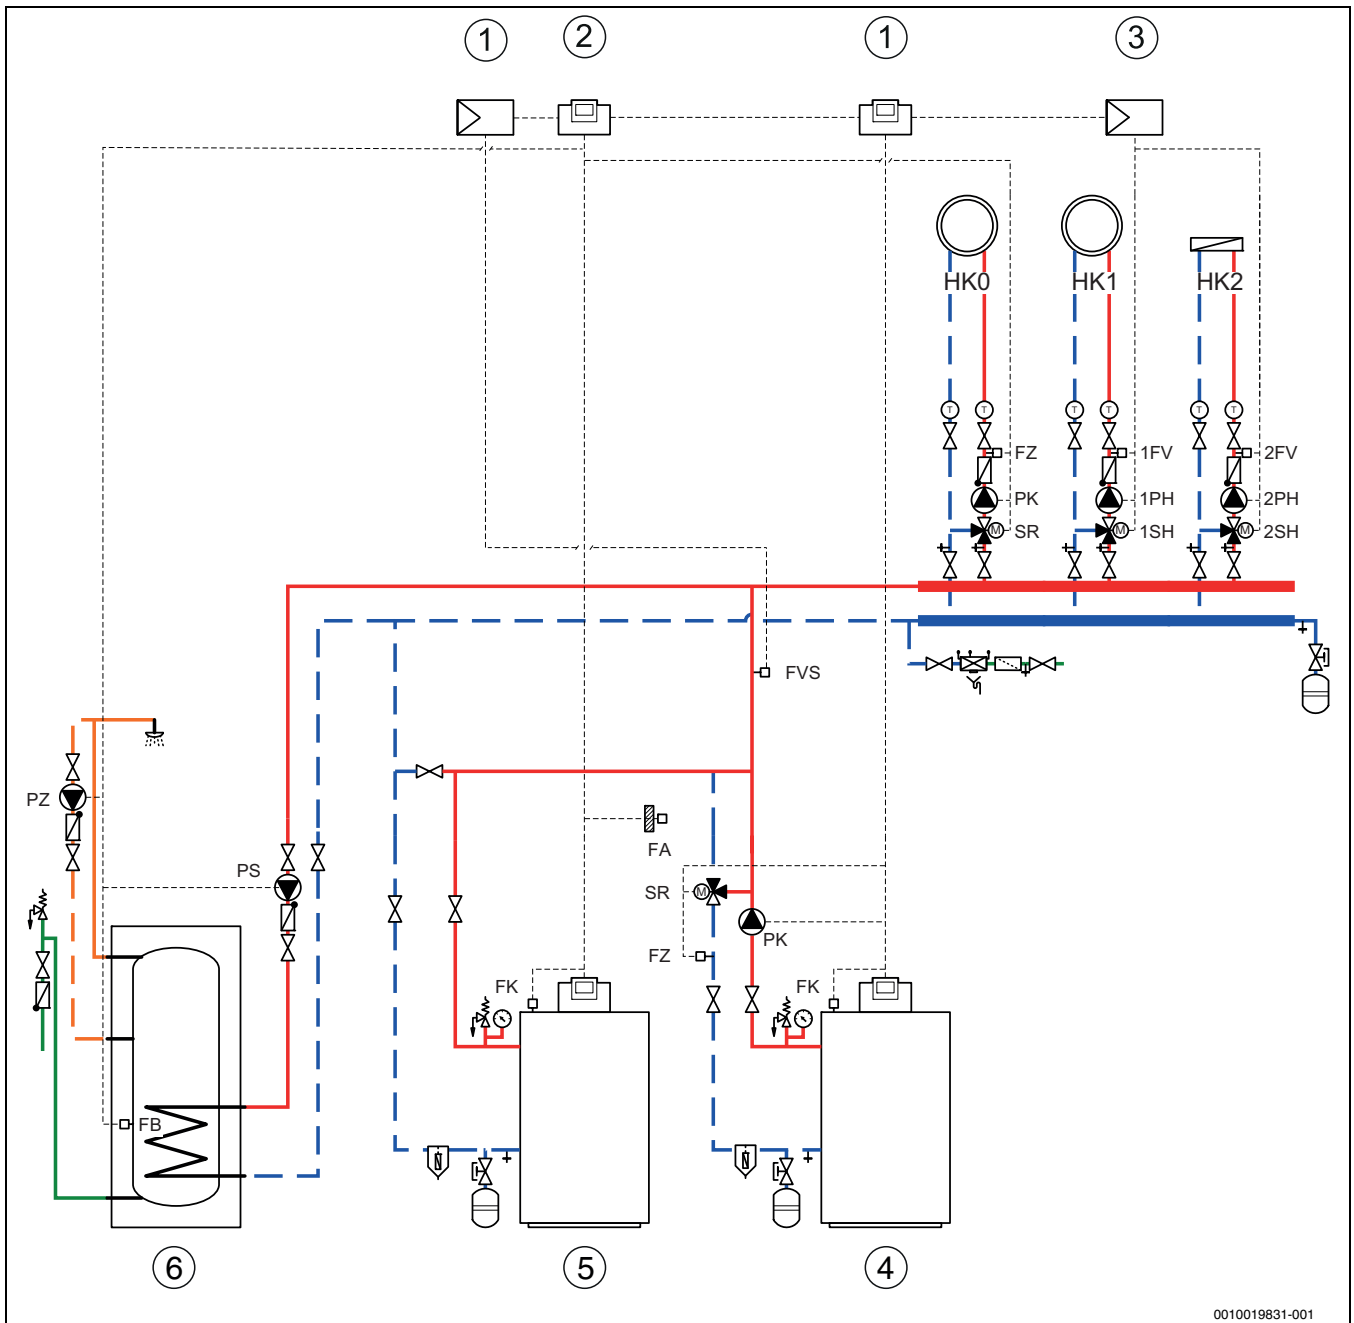 1 2 1 3
HK0 HK1 HK2
T T T T T T
FZ 1FV 2FV
PK 1PH 2PH
M SR M 1SH M 2SH
FVS
PZ
FA
PS
SR M
PK
FZ
FK FK
FB
6 5 4
0010019831-001